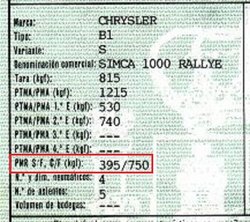 Marca: CHRYSLER
Tipo: B1
Variante: S
Denominación comercial: SIMCA 1000 RALLYE
Tara (kgf): 815
PTMA/PMA (kgf): 1215
PTMA/PMA 1.º E (kgf): 530
PTMA/PMA 2.º E (kgf): 740
PTMA/PMA 3.º E (kgf): ---
PTMA/PMA 4.º E (kgf): ---
PMR S/F, C/F (kgf): 395/750
N.º y dim. neumáticos: 4
N.º de asientos: 5
Volumen de bodegas: ---